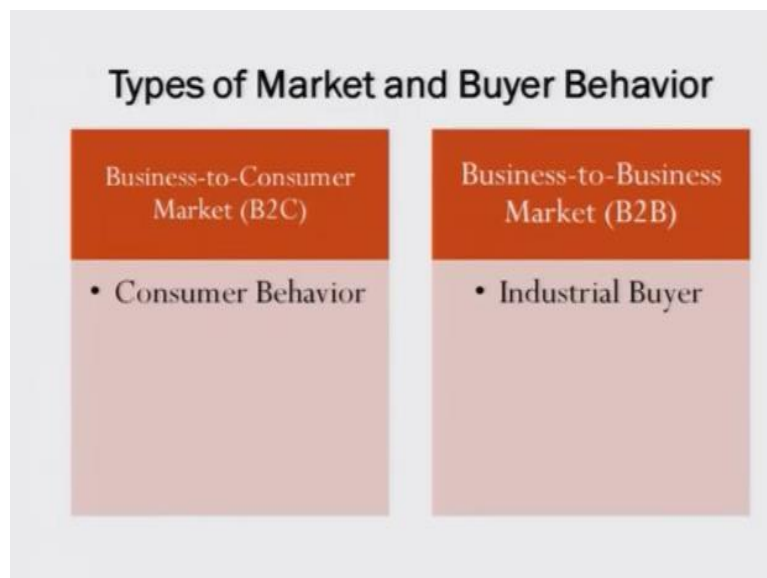 Types of Market and Buyer Behavior
Business-to-Consumer
Market (B2C)
• Consumer Behavior
Business-to-Business
Market (B2B)
• Industrial Buyer